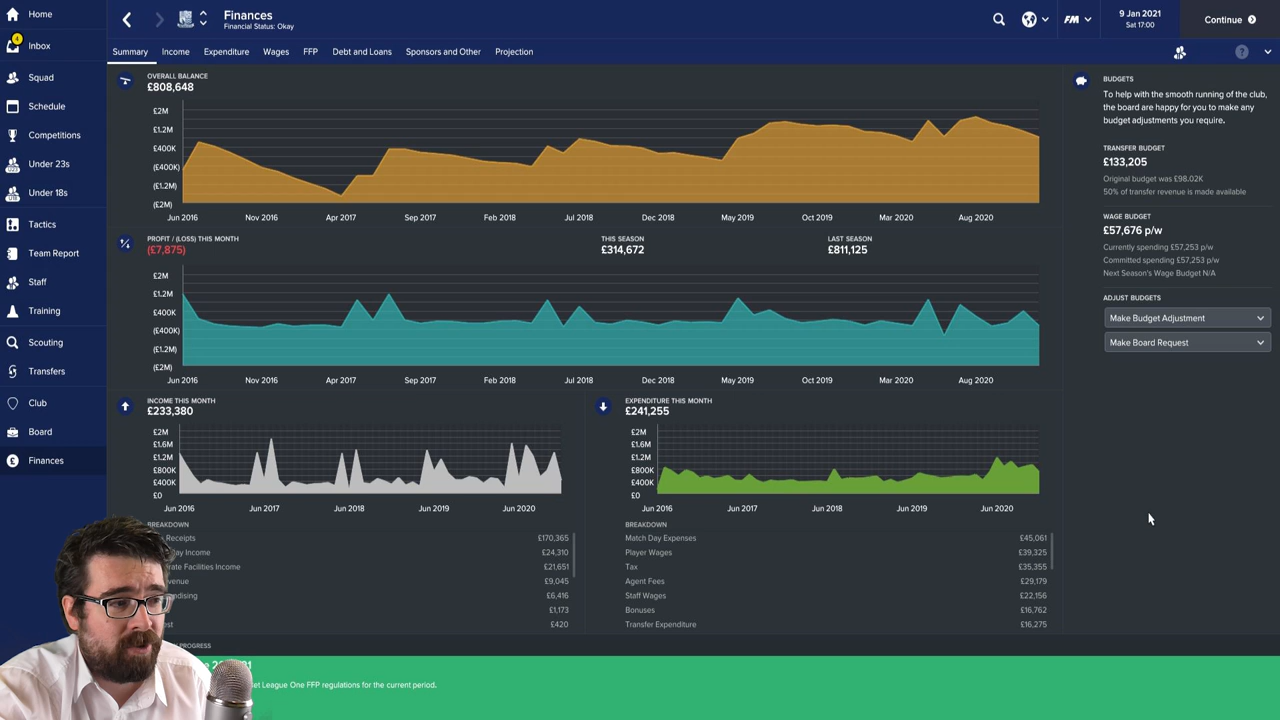 Home
4
Inbox
Squad
Schedule
Competitions
Under 23s
Under 18s
Tactics
Team Report
Staff
Training
Scouting
Transfers
Club
Board
Finances
Finances
Financial Status: Okay
FM
9 Jan 2021
Sat 17:00
Continue
Summary Income Expenditure Wages FFP Debt and Loans Sponsors and Other Projection
OVERALL BALANCE
£808,648
£2M
£1.2M
£400K
(£400K)
(£1.2M)
(£2M)
Jun 2016 Nov 2016 Apr 2017 Sep 2017 Feb 2018 Jul 2018 Dec 2018 May 2019 Oct 2019 Mar 2020 Aug 2020
PROFIT / (LOSS) THIS MONTH THIS SEASON LAST SEASON
(£7,875) £314,672 £811,125
£2M
£1.2M
£400K
(£400K)
(£1.2M)
(£2M)
Jun 2016 Nov 2016 Apr 2017 Sep 2017 Feb 2018 Jul 2018 Dec 2018 May 2019 Oct 2019 Mar 2020 Aug 2020
INCOME THIS MONTH
£233,380
£2M
£1.6M
£1.2M
£800K
£400K
£0
Jun 2016 Jun 2017 Jun 2018 Jun 2019 Jun 2020
BREAKDOWN
Receipts £170,365
Income £24,310
Facilities Income £21,651
£9,045
£6,416
£1,173
£420
EXPENDITURE THIS MONTH
£241,255
£2M
£1.6M
£1.2M
£800K
£400K
£0
Jun 2016 Jun 2017 Jun 2018 Jun 2019 Jun 2020
BREAKDOWN
Match Day Expenses £45,061
Player Wages £39,325
Tax £35,355
Agent Fees £29,179
Staff Wages £22,156
Bonuses £16,762
Transfer Expenditure £16,275
PROGRESS
League One FFP regulations for the current period.
BUDGETS
To help with the smooth running of the club,
the board are happy for you to make any
budget adjustments you require.
TRANSFER BUDGET
£133,205
Original budget was £98.02K
50% of transfer revenue is made available
WAGE BUDGET
£57,676 p/w
Currently spending £57,253 p/w
Committed spending £57,253 p/w
Next Season's Wage Budget N/A
ADJUST BUDGETS
Make Budget Adjustment
Make Board Request